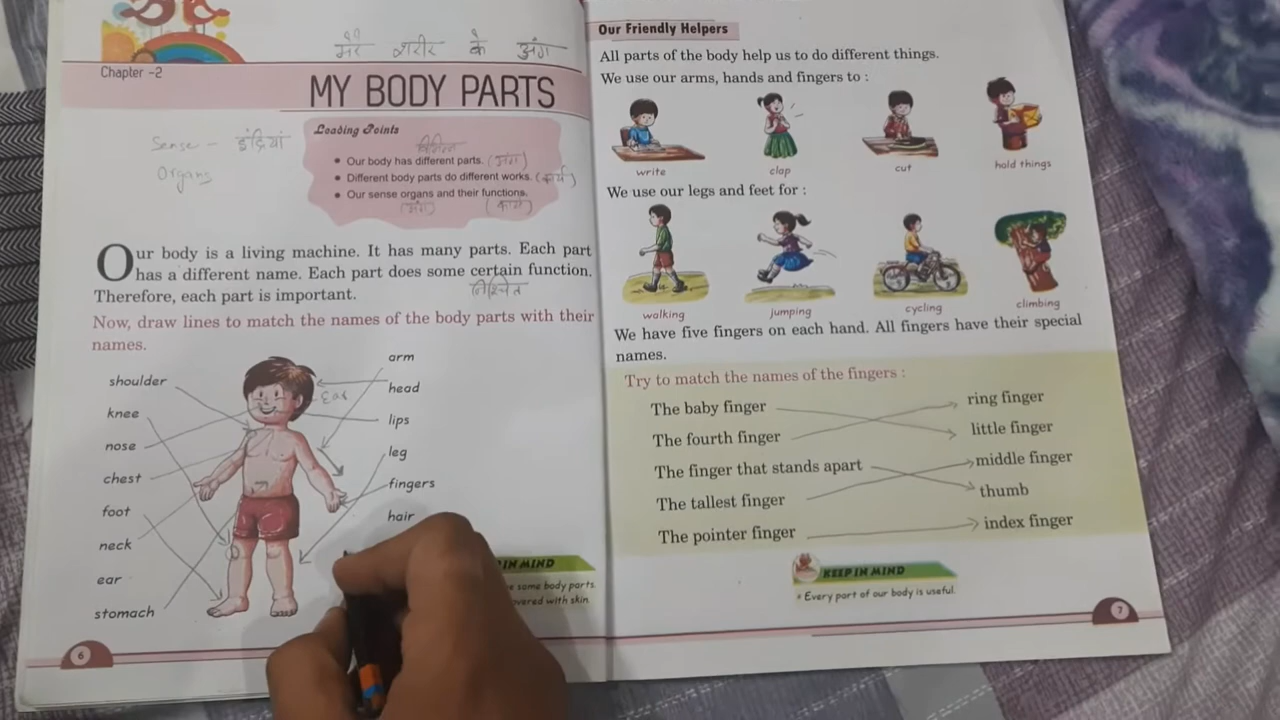 मेरे शरीर के अंग
Chapter -2
MY BODY PARTS
Sense - इंद्रियां
Organs
Leading Points
विभिन्न
• Our body has different parts. (अंग)
• Different body parts do different works. (कार्य)
• Our sense organs and their functions.
(अंग) (कार्य)
Our body is a living machine. It has many parts. Each part
has a different name. Each part does some certain function.
निश्चित
Therefore, each part is important.
Now, draw lines to match the names of the body parts with their
names.
shoulder
knee
nose
chest
foot
neck
ear
stomach
Ear
arm
head
lips
leg
fingers
hair
IN MIND
some body parts
covered with skin.
6
Our Friendly Helpers
All parts of the body help us to do different things.
We use our arms, hands and fingers to :
write clap cut hold things
We use our legs and feet for :
walking jumping cycling climbing
We have five fingers on each hand. All fingers have their special
names.
Try to match the names of the fingers :
The baby finger ring finger
The fourth finger little finger
The finger that stands apart middle finger
The tallest finger thumb
The pointer finger index finger
KEEP IN MIND
• Every part of our body is useful.
7